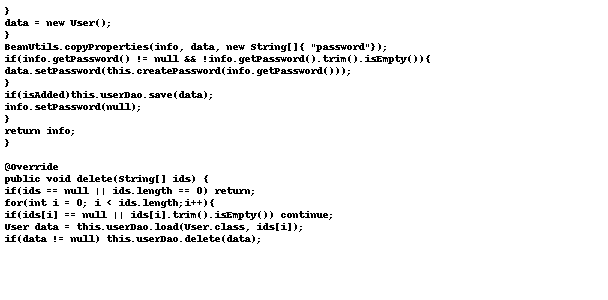 }
data = new User();
}
BeanUtils.copyProperties(info, data, new String[]{ "password"});
if(info.getPassword() != null && !info.getPassword().trim().isEmpty()){
data.setPassword(this.createPassword(info.getPassword()));
}
if(isAdded)this.userDao.save(data);
info.setPassword(null);
}
return info;
}
@Override
public void delete(String[] ids) {
if(ids == null || ids.length == 0) return;
for(int i = 0; i < ids.length;i++){
if(ids[i] == null || ids[i].trim().isEmpty()) continue;
User data = this.userDao.load(User.class, ids[i]);
if(data != null) this.userDao.delete(data);